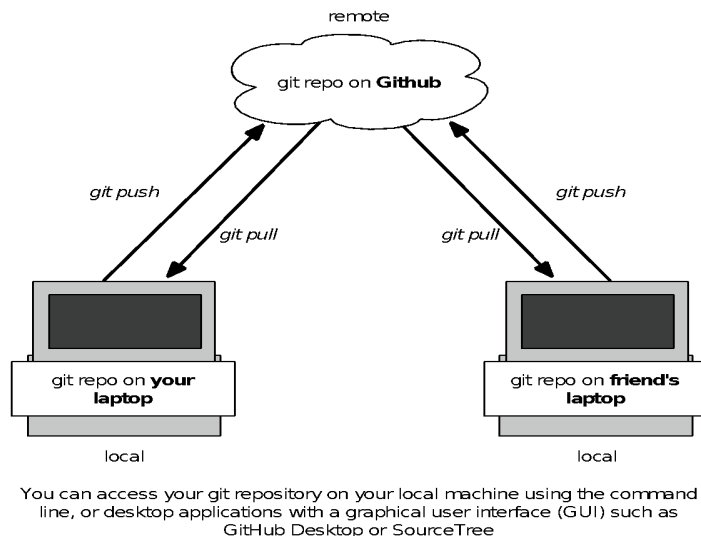 remote
git repo on Github
git push
git pull
git pull
git push
git repo on your
laptop
git repo on friend's
laptop
local
local
You can access your git repository on your local machine using the command
line, or desktop applications with a graphical user interface (GUI) such as
GitHub Desktop or SourceTree